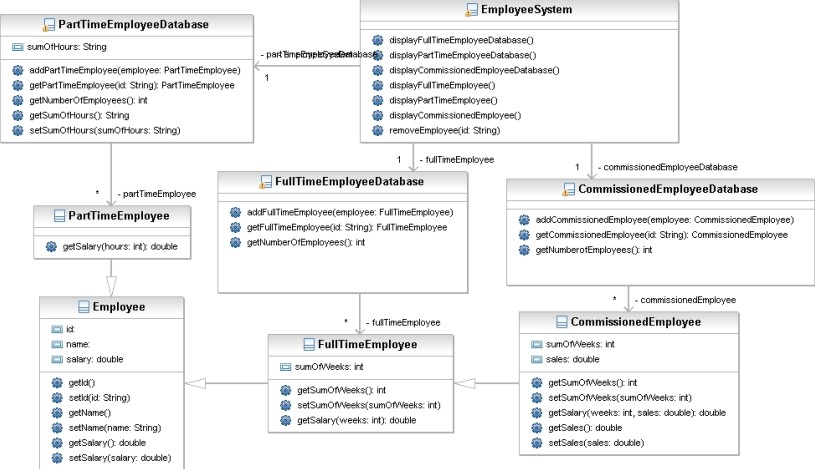 PartTimeEmployeeDatabase
sumOfHours: String
addPartTimeEmployee(employee: PartTimeEmployee)
getPartTimeEmployee(id: String): PartTimeEmployee
getNumberOfEmployees(): int
getSumOfHours(): String
setSumOfHours(sumOfHours: String)
1
EmployeeSystem
displayFullTimeEmployeeDatabase()
displayPartTimeEmployeeDatabase()
displayCommissionedEmployeeDatabase()
displayFullTimeEmployee()
displayPartTimeEmployee()
displayCommissionedEmployee()
removeEmployee(id: String)
1 - fullTimeEmployee
1 - commissionedEmployeeDatabase
* - partTimeEmployee
PartTimeEmployee
getSalary(hours: int): double
FullTimeEmployeeDatabase
addFullTimeEmployee(employee: FullTimeEmployee)
getFullTimeEmployee(id: String): FullTimeEmployee
getNumberOfEmployees(): int
CommissionedEmployeeDatabase
addCommissionedEmployee(employee: CommissionedEmployee)
getCommissionedEmployee(id: String): CommissionedEmployee
getNumberofEmployees(): int
* - fullTimeEmployee
* - commissionedEmployee
Employee
id:
name:
salary: double
getId()
setId(id: String)
getName()
setName(name: String)
getSalary(): double
setSalary(salary: double)
FullTimeEmployee
sumOfWeeks: int
getSumOfWeeks(): int
setSumOfWeeks(sumOfWeeks: int)
getSalary(weeks: int): double
CommissionedEmployee
sumOfWeeks: int
sales: double
getSumOfWeeks(): int
setSumOfWeeks(sumOfWeeks: int)
getSalary(weeks: int, sales: double): double
getSales(): double
setSales(sales: double)